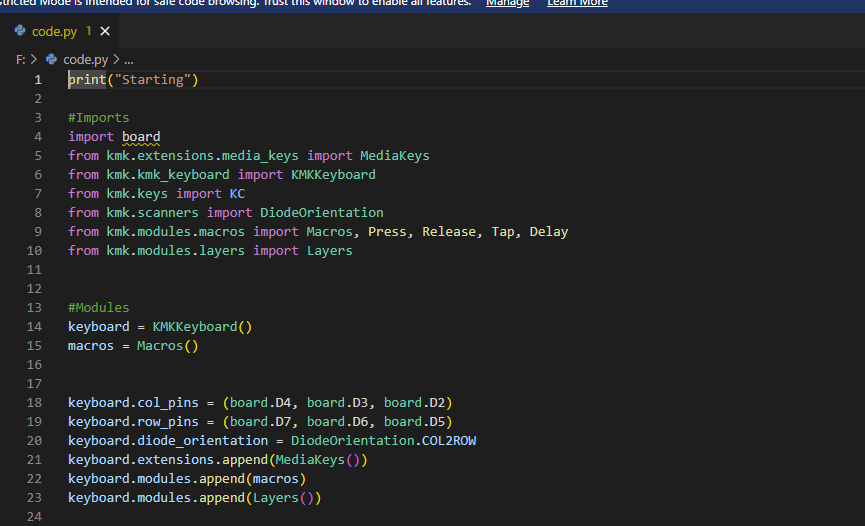 stricted Mode is intended for safe code browsing. Trust this window to enable all features. Manage Learn More
code.py 1 ×
F: > code.py > ...
1 print("Starting")
2
3 #Imports
4 import board
5 from kmk.extensions.media_keys import MediaKeys
6 from kmk.kmk_keyboard import KMKKeyboard
7 from kmk.keys import KC
8 from kmk.scanners import DiodeOrientation
9 from kmk.modules.macros import Macros, Press, Release, Tap, Delay
10 from kmk.modules.layers import Layers
11
12
13 #Modules
14 keyboard = KMKKeyboard()
15 macros = Macros()
16
17
18 keyboard.col_pins = (board.D4, board.D3, board.D2)
19 keyboard.row_pins = (board.D7, board.D6, board.D5)
20 keyboard.diode_orientation = DiodeOrientation.COL2ROW
21 keyboard.extensions.append(MediaKeys())
22 keyboard.modules.append(macros)
23 keyboard.modules.append(Layers())
24